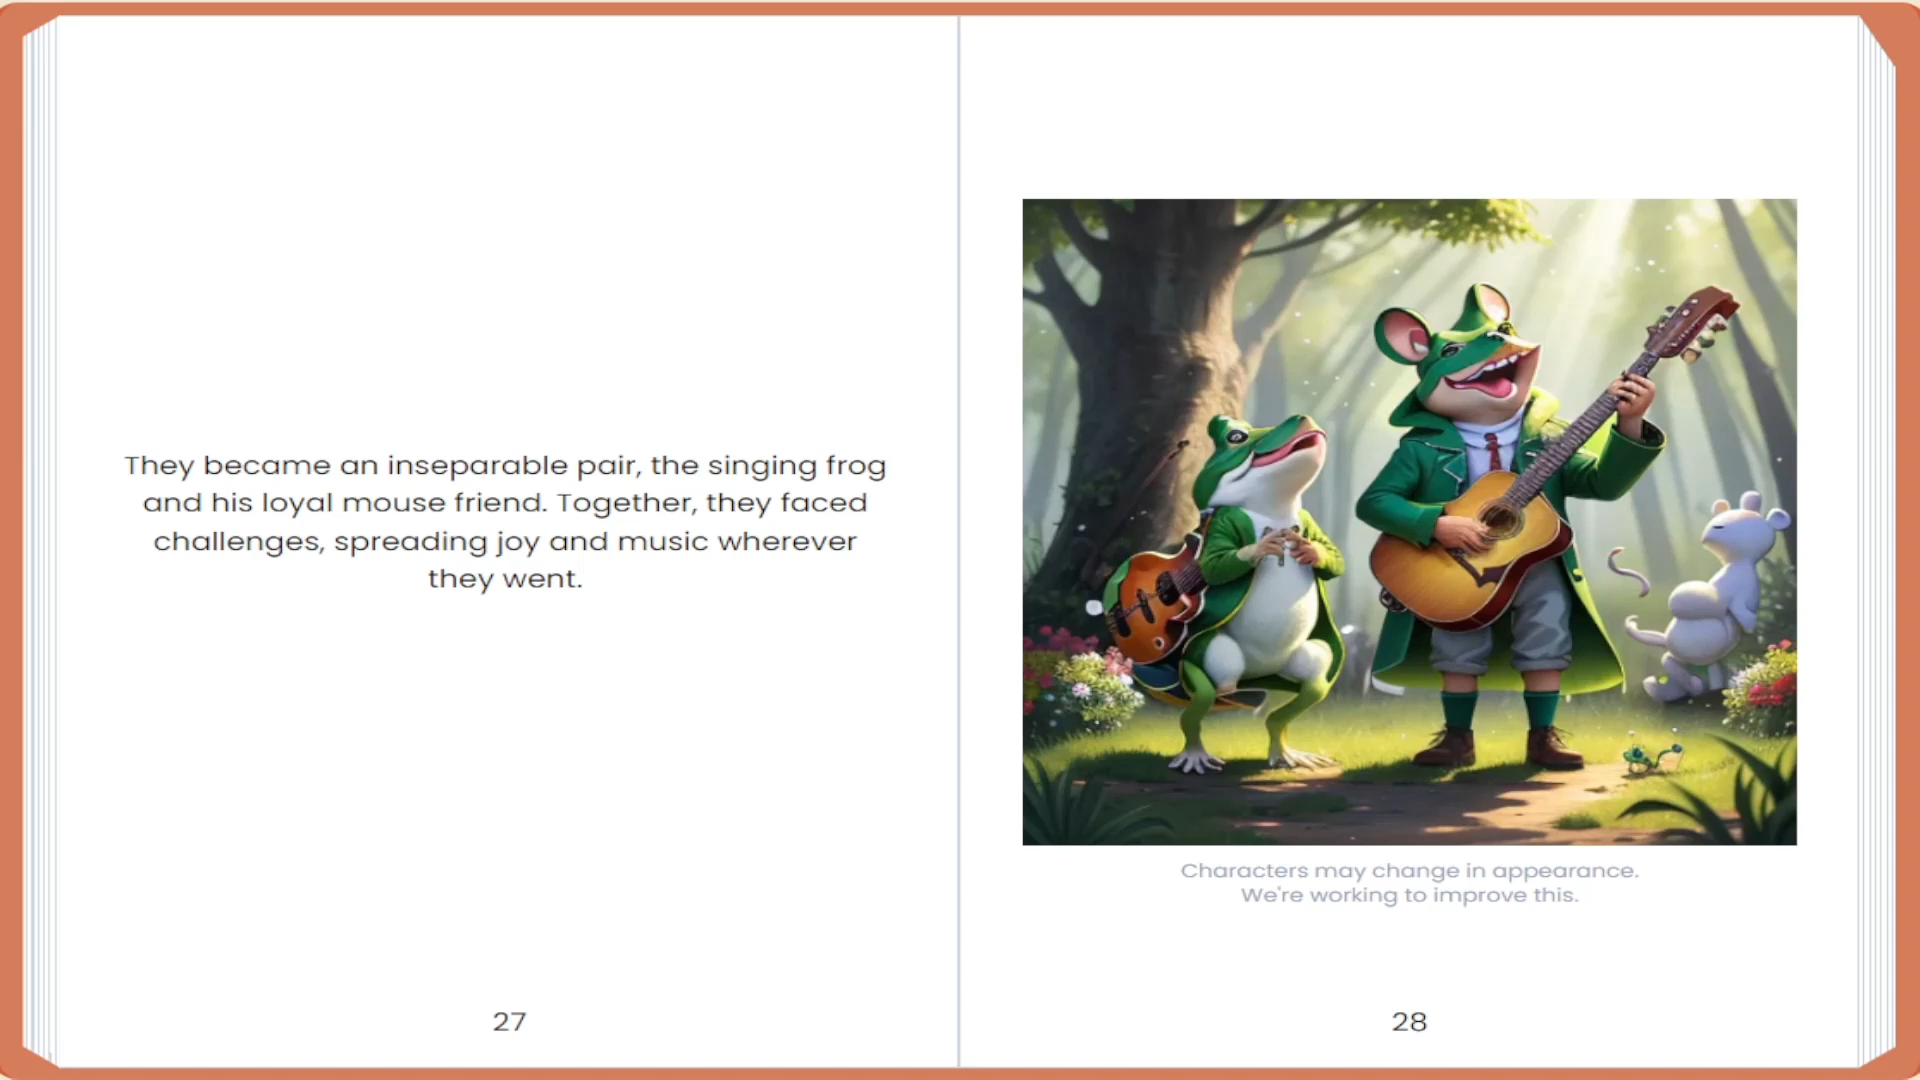 They became an inseparable pair, the singing frog
and his loyal mouse friend. Together, they faced
challenges, spreading joy and music wherever
they went.
27
Characters may change in appearance.
We're working to improve this.
28